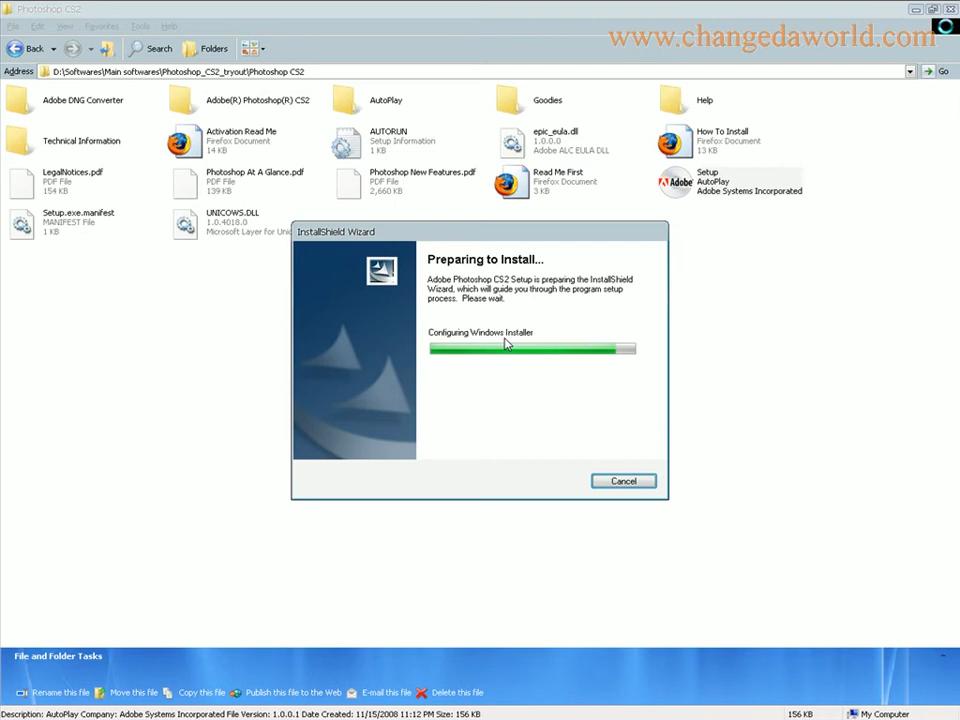 Photoshop CS2
File Edit View Favorites Tools Help
www.changedaworld.com
Back Search Folders
Address D:\Softwares\Main softwares\Photoshop_CS2_tryout\Photoshop CS2 Go
Adobe DNG Converter
Adobe(R) Photoshop(R) CS2
AutoPlay
Goodies
Help
Technical Information
Activation Read Me
Firefox Document
14 KB
AUTORUN
Setup Information
1 KB
epic_eula.dll
1.0.0.0
Adobe ALC EULA DLL
How To Install
Firefox Document
13 KB
LegalNotices.pdf
PDF File
154 KB
Photoshop At A Glance.pdf
PDF File
139 KB
Photoshop New Features.pdf
PDF File
2,660 KB
Read Me First
Firefox Document
3 KB
Adobe
Setup
AutoPlay
Adobe Systems Incorporated
Setup.exe.manifest
MANIFEST File
1 KB
UNICOWS.DLL
1.0.4018.0
Microsoft Layer for Unic
InstallShield Wizard
Preparing to Install...
Adobe Photoshop CS2 Setup is preparing the InstallShield
Wizard, which will guide you through the program setup
process. Please wait.
Configuring Windows Installer
Cancel
File and Folder Tasks
Rename this file Move this file Copy this file Publish this file to the Web E-mail this file Delete this file
Description: AutoPlay Company: Adobe Systems Incorporated File Version: 1.0.0.1 Date Created: 11/15/2008 11:12 PM Size: 156 KB 156 KB My Computer